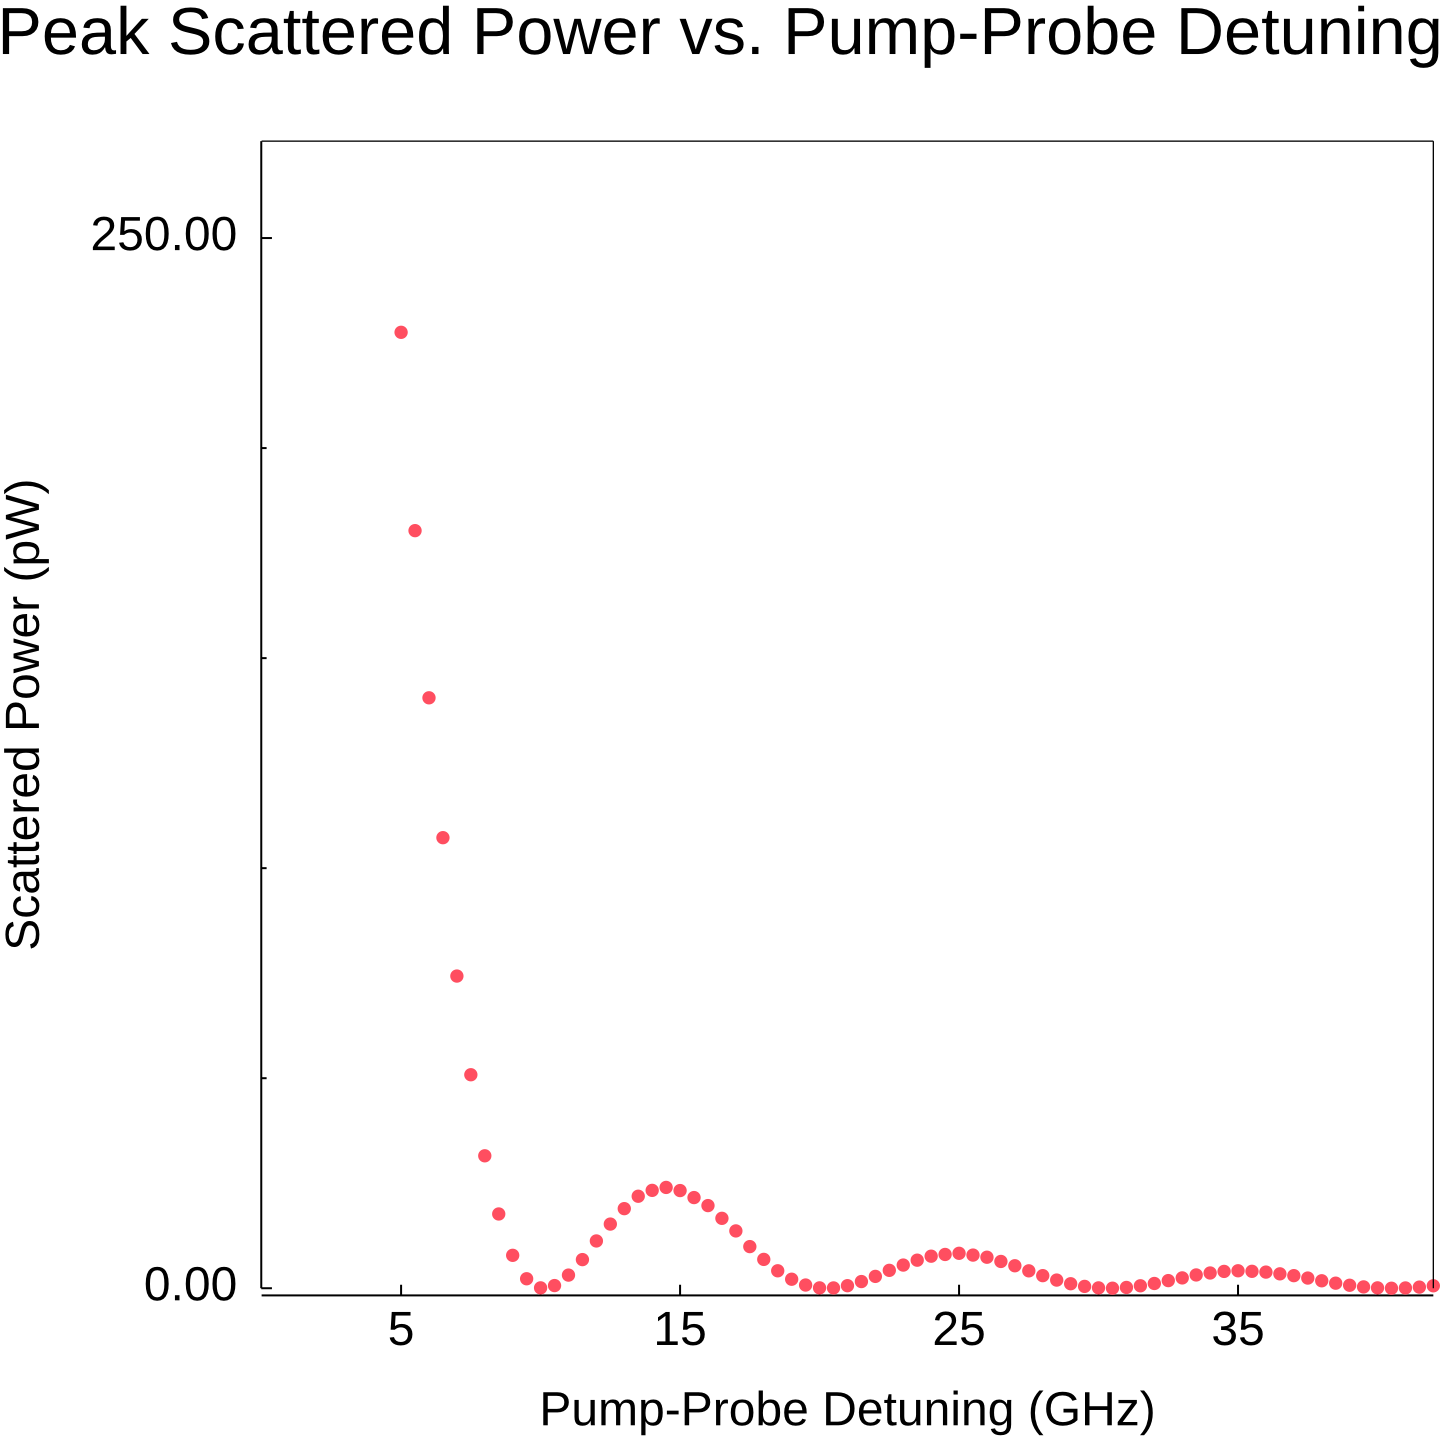 Peak Scattered Power vs. Pump-Probe Detuning
250.00
Scattered Power (pW)
0.00
5
15
25
35
Pump-Probe Detuning (GHz)